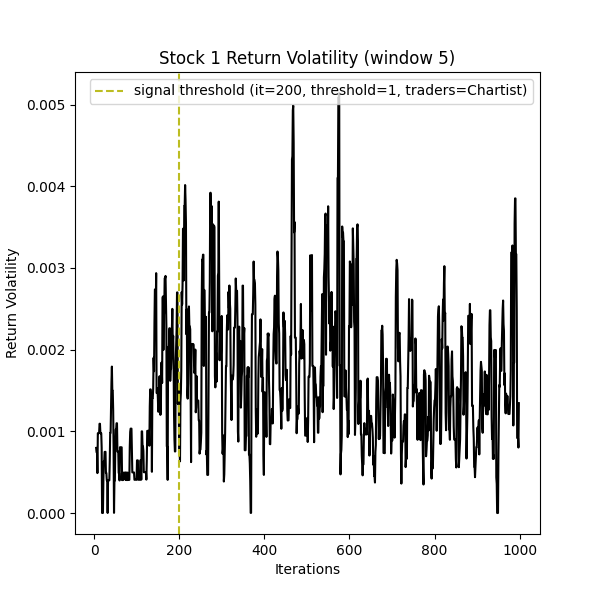 Stock 1 Return Volatility (window 5)
signal threshold (it=200, threshold=1, traders=Chartist)
0.005
0.004
0.003
0.002
0.001
0.000
Return Volatility
0 200 400 600 800 1000
Iterations